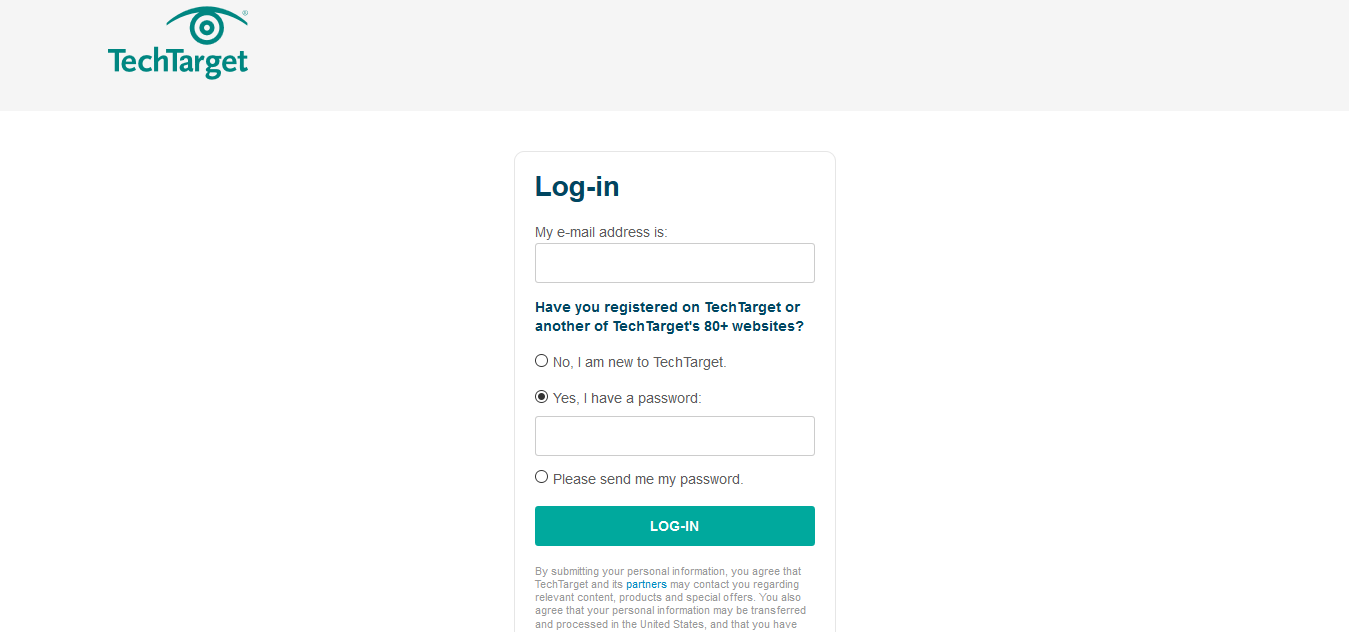 ®
TechTarget
Log-in
My e-mail address is:
Have you registered on TechTarget or
another of TechTarget's 80+ websites?
No, I am new to TechTarget.
Yes, I have a password:
Please send me my password.
LOG-IN
By submitting your personal information, you agree that
TechTarget and its partners may contact you regarding
relevant content, products and special offers. You also
agree that your personal information may be transferred
and processed in the United States, and that you have